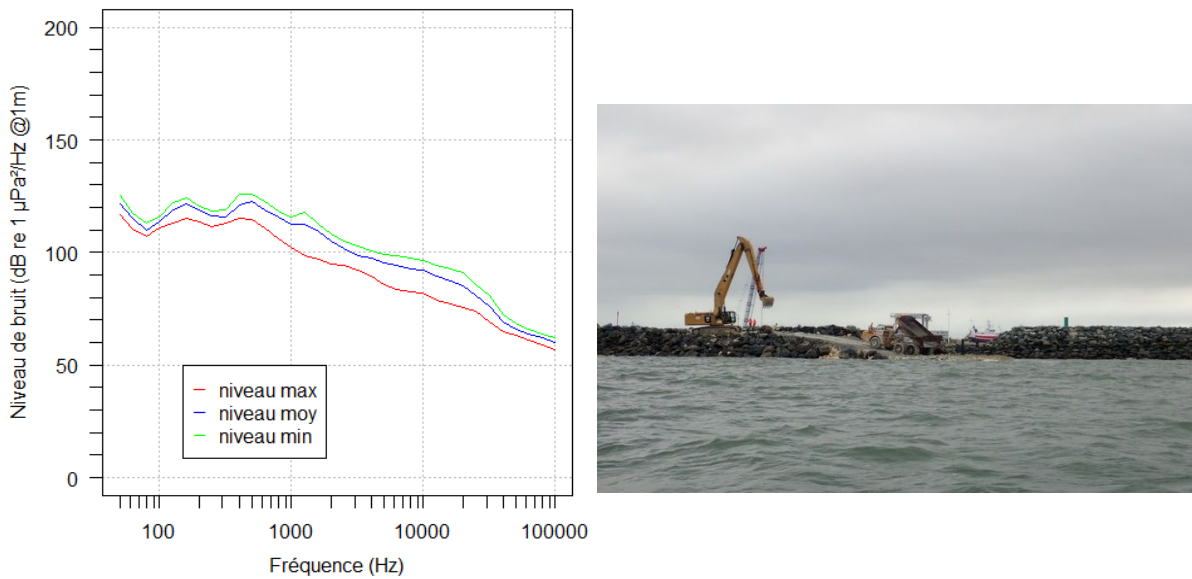 Niveau de bruit (dB re 1 µPa²/Hz @1m)
200
150
100
50
0
niveau max
niveau moy
niveau min
100
1000
10000
100000
Fréquence (Hz)